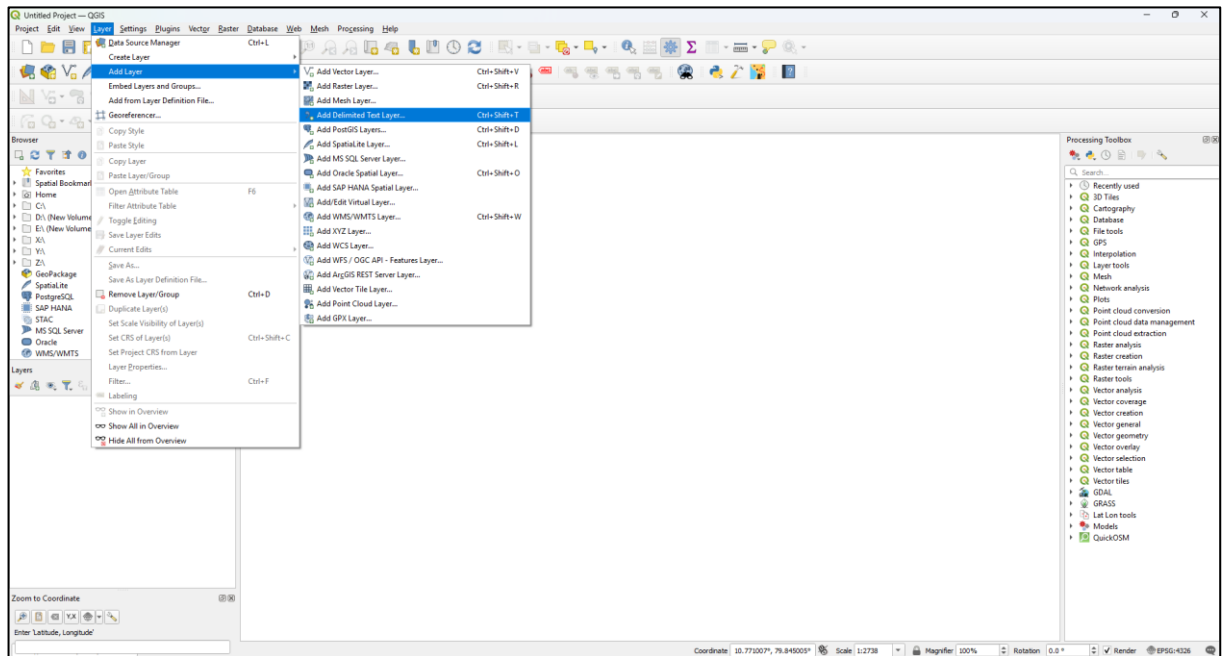 Untitled Project — QGIS
Project Edit View Layer Settings Plugins Vector Raster Database Web Mesh Processing Help
Data Source Manager Ctrl+L
Create Layer
Add Layer
Embed Layers and Groups...
Add from Layer Definition File...
Georeferencer...
Copy Style
Paste Style
Copy Layer
Paste Layer/Group
Open Attribute Table F6
Filter Attribute Table
Toggle Editing
Save Layer Edits
Current Edits
Save As...
Save As Layer Definition File...
Remove Layer/Group Ctrl+D
Duplicate Layer(s)
Set Scale Visibility of Layer(s)
Set CRS of Layer(s) Ctrl+Shift+C
Set Project CRS from Layer
Layer Properties...
Filter... Ctrl+F
Labeling
Show in Overview
Show All in Overview
Hide All from Overview
Add Vector Layer... Ctrl+Shift+V
Add Raster Layer... Ctrl+Shift+R
Add Mesh Layer...
Add Delimited Text Layer... Ctrl+Shift+T
Add PostGIS Layers... Ctrl+Shift+D
Add SpatiaLite Layer... Ctrl+Shift+L
Add MS SQL Server Layer...
Add Oracle Spatial Layer... Ctrl+Shift+O
Add SAP HANA Spatial Layer...
Add/Edit Virtual Layer...
Add WMS/WMTS Layer... Ctrl+Shift+W
Add XYZ Layer...
Add WCS Layer...
Add WFS / OGC API - Features Layer...
Add ArcGIS REST Server Layer...
Add Vector Tile Layer...
Add Point Cloud Layer...
Add GPX Layer...
Browser
Favorites
Spatial Bookmar
Home
C:\
D:\ (New Volume
E:\ (New Volume
X:\
Y:\
Z:\
GeoPackage
SpatiaLite
PostgreSQL
SAP HANA
STAC
MS SQL Server
Oracle
WMS/WMTS
Layers
Zoom to Coordinate
Y,X
Enter 'Latitude, Longitude'
Processing Toolbox
Search...
Recently used
3D Tiles
Cartography
Database
File tools
GPS
Interpolation
Layer tools
Mesh
Network analysis
Plots
Point cloud conversion
Point cloud data management
Point cloud extraction
Raster analysis
Raster creation
Raster terrain analysis
Raster tools
Vector analysis
Vector coverage
Vector creation
Vector general
Vector geometry
Vector overlay
Vector selection
Vector table
Vector tiles
GDAL
GRASS
Lat Lon tools
Models
QuickOSM
Coordinate 10.771007°, 79.845005° Scale 1:2738 Magnifier 100% Rotation 0.0 ° Render EPSG:4326